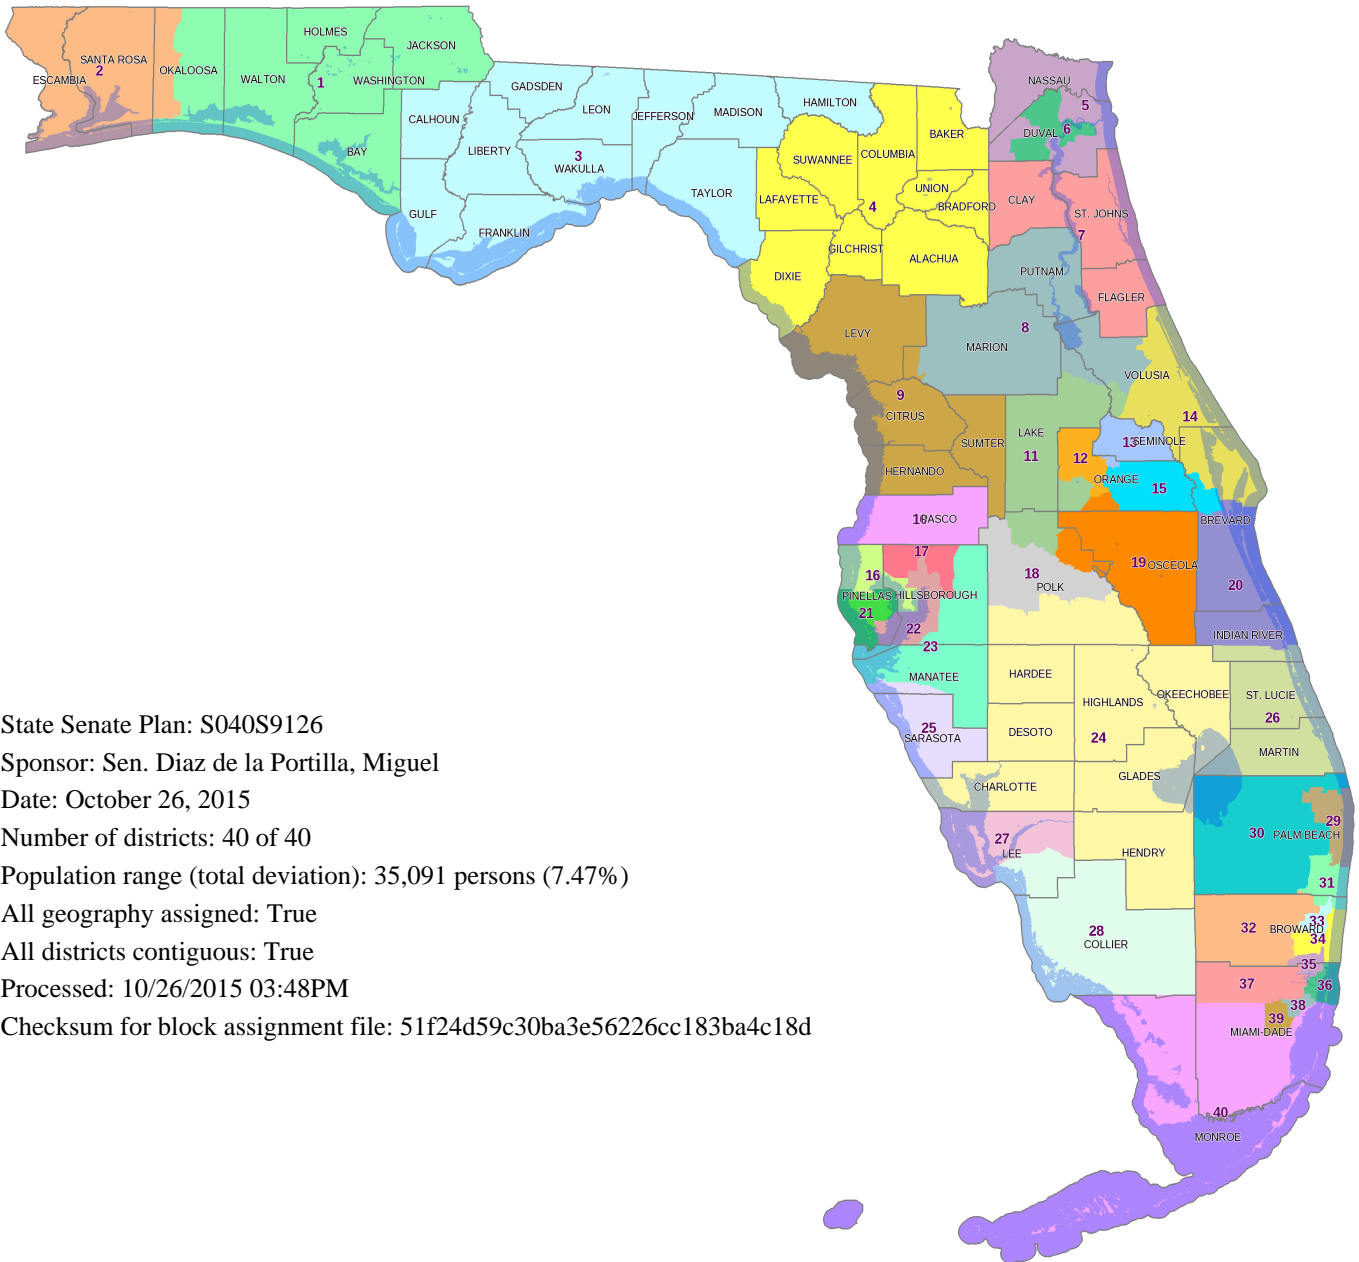 HOLMES
JACKSON
SANTA ROSA
OKALOOSA
ESCAMBIA
2
WALTON
1
WASHINGTON
NASSAU
GADSDEN
HAMILTON
LEON
JEFFERSON
MADISON
5
CALHOUN
BAKER
DUVAL
6
BAY
LIBERTY
3
WAKULLA
SUWANNEE
COLUMBIA
TAYLOR
LAFAYETTE
UNION
4
BRADFORD
CLAY
GULF
ST. JOHNS
FRANKLIN
7
GILCHRIST
ALACHUA
DIXIE
PUTNAM
FLAGLER
LEVY
8
MARION
VOLUSIA
9
CITRUS
14
SUMTER
LAKE
13
SEMINOLE
11
12
HERNANDO
ORANGE
15
PASCO
BREVARD
17
16
18
POLK
19
OSCEOLA
20
PINELLAS
HILLSBOROUGH
21
22
23
INDIAN RIVER
MANATEE
HARDEE
HIGHLANDS
OKEECHOBEE
ST. LUCIE
26
25
SARASOTA
DESOTO
24
MARTIN
GLADES
CHARLOTTE
27
LEE
HENDRY
30
PALM BEACH
29
31
28
COLLIER
32
BROWARD
33
34
35
37
36
38
39
MIAMI-DADE
40
MONROE
State Senate Plan: S040S9126
Sponsor: Sen. Diaz de la Portilla, Miguel
Date: October 26, 2015
Number of districts: 40 of 40
Population range (total deviation): 35,091 persons (7.47%)
All geography assigned: True
All districts contiguous: True
Processed: 10/26/2015 03:48PM
Checksum for block assignment file: 51f24d59c30ba3e56226cc183ba4c18d